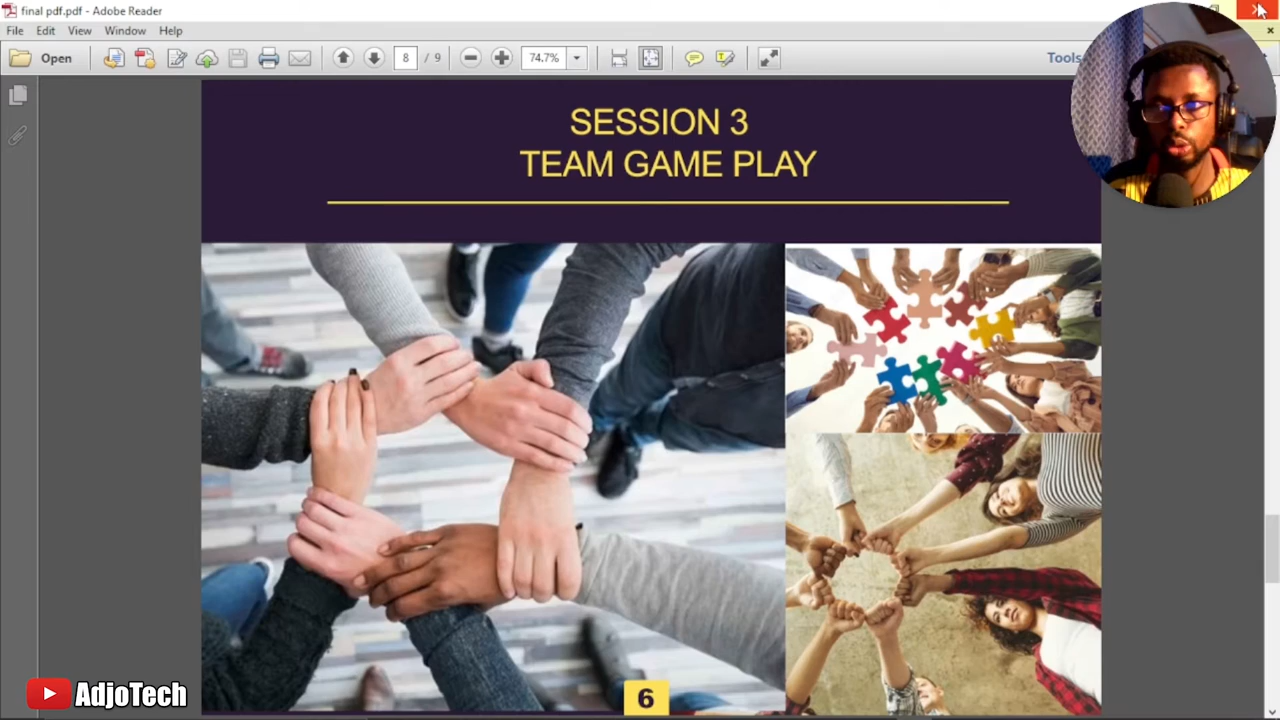 final pdf.pdf - Adobe Reader
File Edit View Window Help
Open 8 / 9 74.7% Tools
SESSION 3
TEAM GAME PLAY
6
AdjoTech